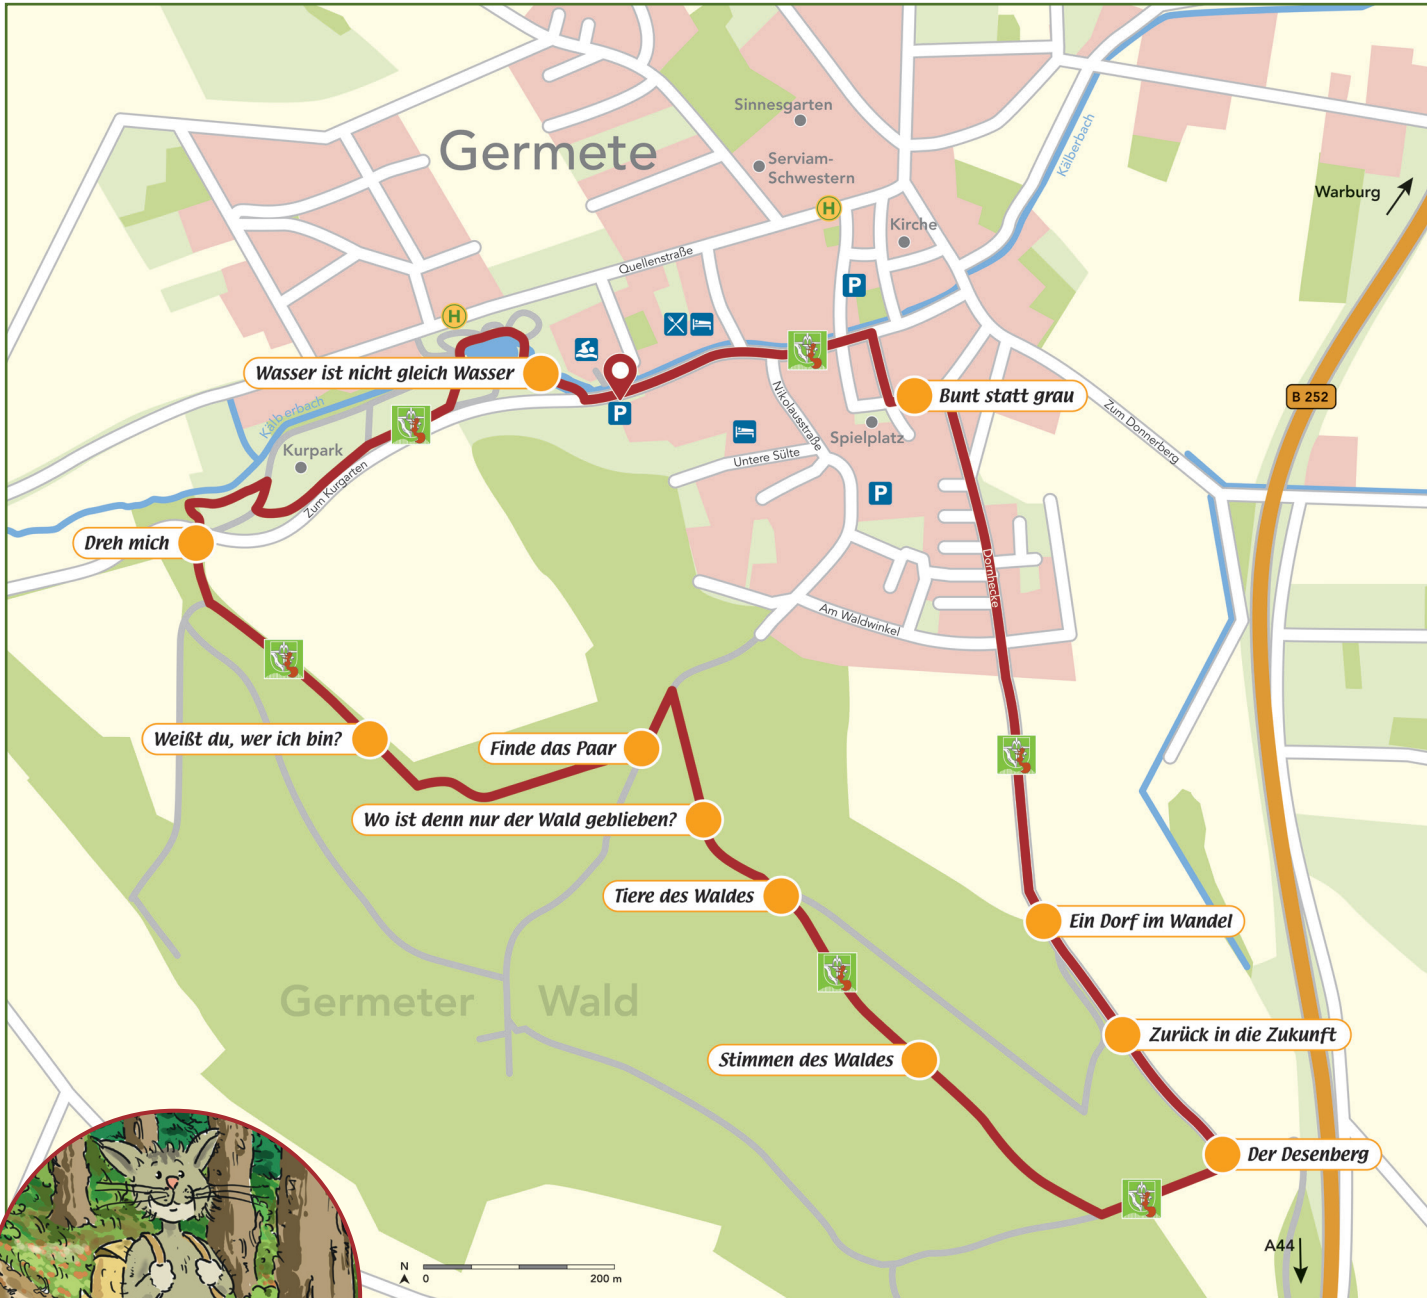 Sinnesgarten
Germete
Serviam-
Schwestern
Kälberbach
Warburg
H
Kirche
Quellenstraße
P
H
Wasser ist nicht gleich Wasser
B 252
Bunt statt grau
P
Kälberbach
Nikolausstraße
Zum Donnerberg
Spielplatz
Kurpark
Untere Sülte
Zum Kurgarten
P
Dreh mich
Dornhecke
Am Waldwinkel
Weißt du, wer ich bin?
Finde das Paar
Wo ist denn nur der Wald geblieben?
Tiere des Waldes
Ein Dorf im Wandel
Germeter Wald
Zurück in die Zukunft
Stimmen des Waldes
Der Desenberg
A44
N
0 200 m